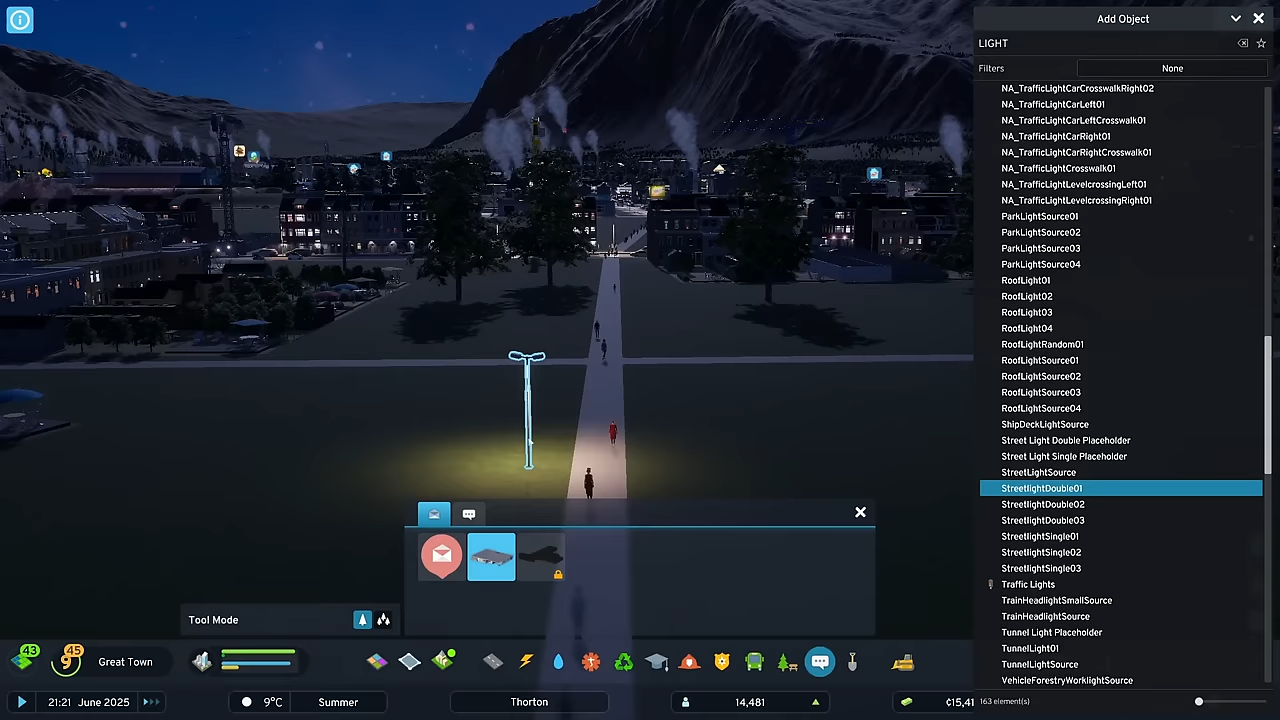 Add Object
LIGHT
Filters
None
NA_TrafficLightCarCrosswalkRight02
NA_TrafficLightCarLeft01
NA_TrafficLightCarLeftCrosswalk01
NA_TrafficLightCarRight01
NA_TrafficLightCarRightCrosswalk01
NA_TrafficLightCrosswalk01
NA_TrafficLightLevelcrossingLeft01
NA_TrafficLightLevelcrossingRight01
ParkLightSource01
ParkLightSource02
ParkLightSource03
ParkLightSource04
RoofLight01
RoofLight02
RoofLight03
RoofLight04
RoofLightRandom01
RoofLightSource01
RoofLightSource02
RoofLightSource03
RoofLightSource04
ShipDeckLightSource
Street Light Double Placeholder
Street Light Single Placeholder
StreetLightSource
StreetlightDouble01
StreetlightDouble02
StreetlightDouble03
StreetlightSingle01
StreetlightSingle02
StreetlightSingle03
Traffic Lights
TrainHeadlightSmallSource
TrainHeadlightSource
Tunnel Light Placeholder
TunnelLight01
TunnelLightSource
VehicleForestryWorklightSource
163 element(s)
Tool Mode
43
45
9
Great Town
21:21 June 2025
9°C
Summer
Thorton
14,481
₡15,41